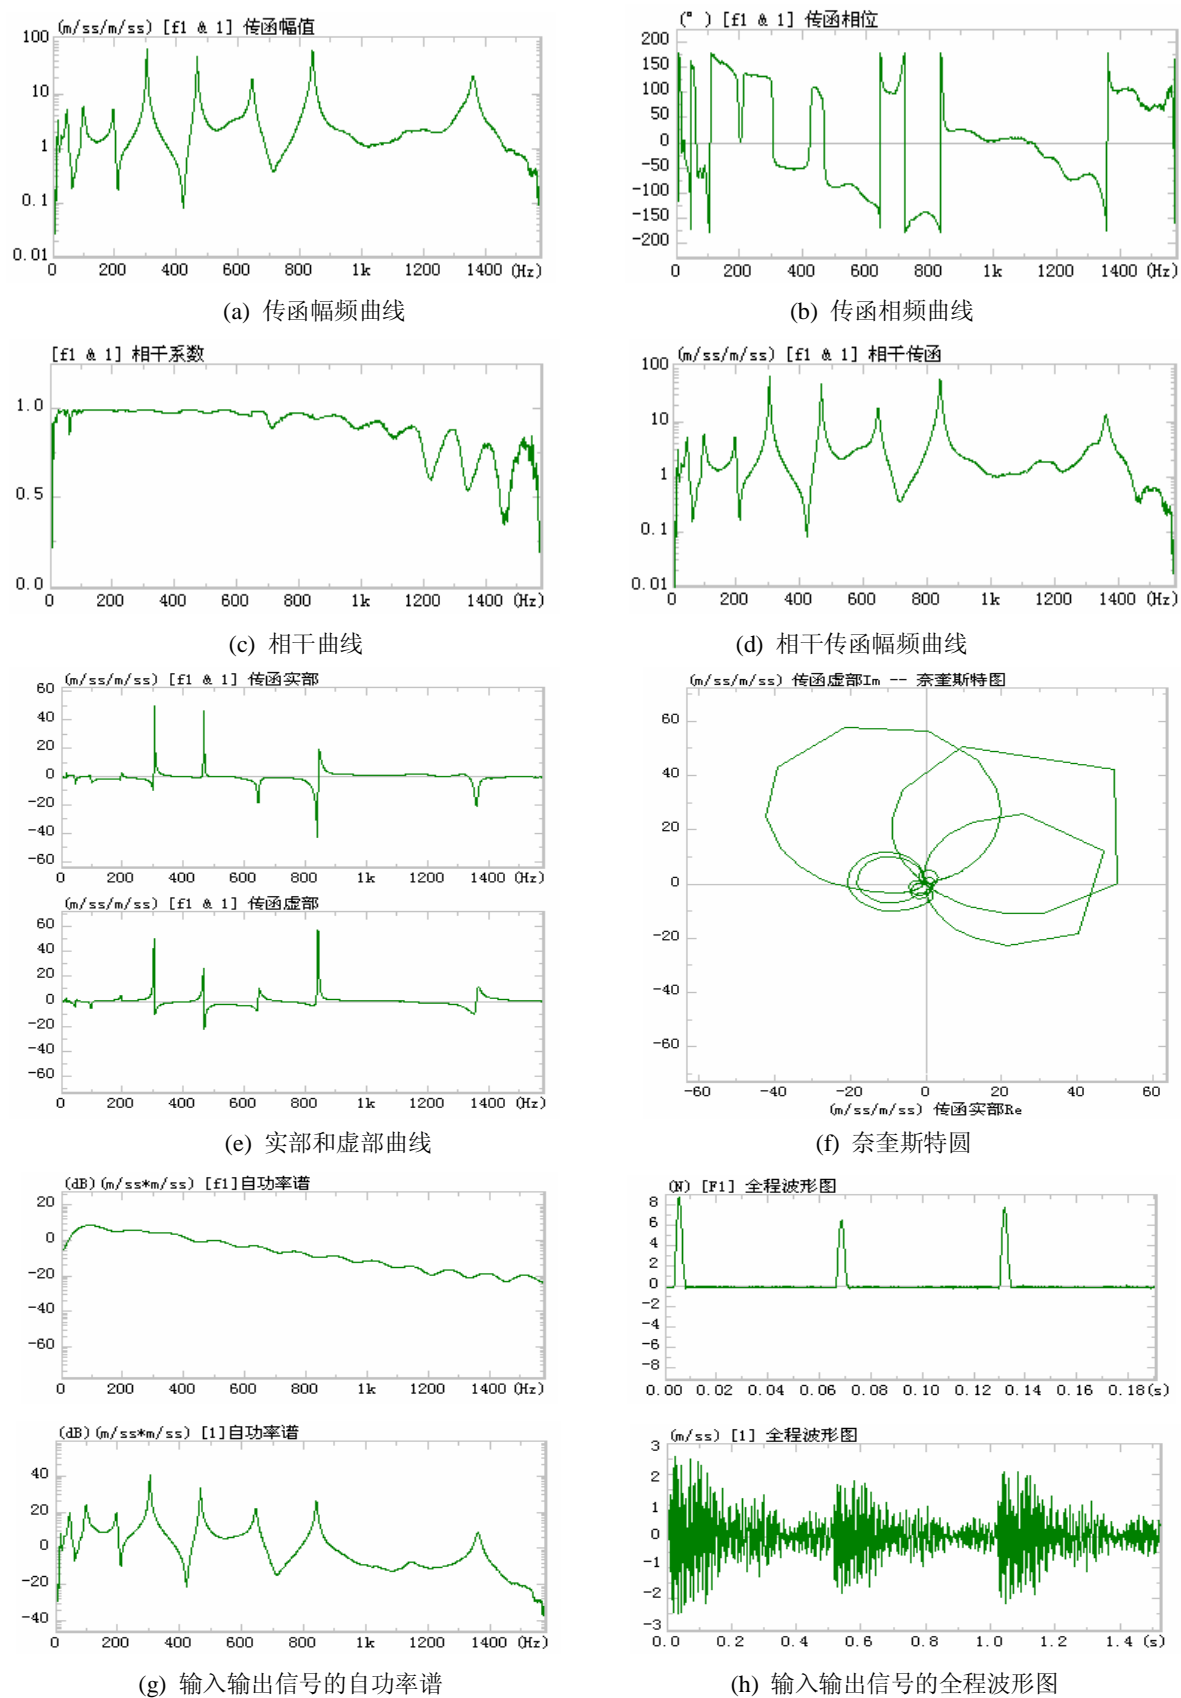 (m/ss/m/ss) [f1 & 1] 传函幅值
100
10
1
0.1
0.01
0 200 400 600 800 1k 1200 1400 (Hz)
(a) 传函幅频曲线
(° ) [f1 & 1] 传函相位
200
150
100
50
0
-50
-100
-150
-200
0 200 400 600 800 1k 1200 1400 (Hz)
(b) 传函相频曲线
[f1 & 1] 相干系数
1.0
0.5
0.0
0 200 400 600 800 1k 1200 1400 (Hz)
(c) 相干曲线
(m/ss/m/ss) [f1 & 1] 相干传函
100
10
1
0.1
0.01
0 200 400 600 800 1k 1200 1400 (Hz)
(d) 相干传函幅频曲线
(m/ss/m/ss) [f1 & 1] 传函实部
60
40
20
0
-20
-40
-60
0 200 400 600 800 1k 1200 1400 (Hz)
(m/ss/m/ss) [f1 & 1] 传函虚部
60
40
20
0
-20
-40
-60
0 200 400 600 800 1k 1200 1400 (Hz)
(e) 实部和虚部曲线
(m/ss/m/ss) 传函虚部Im -- 奈奎斯特图
60
40
20
0
-20
-40
-60
-60 -40 -20 0 20 40 60
(m/ss/m/ss) 传函实部Re
(f) 奈奎斯特圆
(dB)(m/ss*m/ss) [f1]自功率谱
20
0
-20
-40
-60
0 200 400 600 800 1k 1200 1400 (Hz)
(dB)(m/ss*m/ss) [1]自功率谱
40
20
0
-20
-40
0 200 400 600 800 1k 1200 1400 (Hz)
(g) 输入输出信号的自功率谱
(N) [F1] 全程波形图
8
6
4
2
0
-2
-4
-6
-8
0.00 0.02 0.04 0.06 0.08 0.10 0.12 0.14 0.16 0.18(s)
(m/ss) [1] 全程波形图
3
2
1
0
-1
-2
-3
0.0 0.2 0.4 0.6 0.8 1.0 1.2 1.4 (s)
(h) 输入输出信号的全程波形图